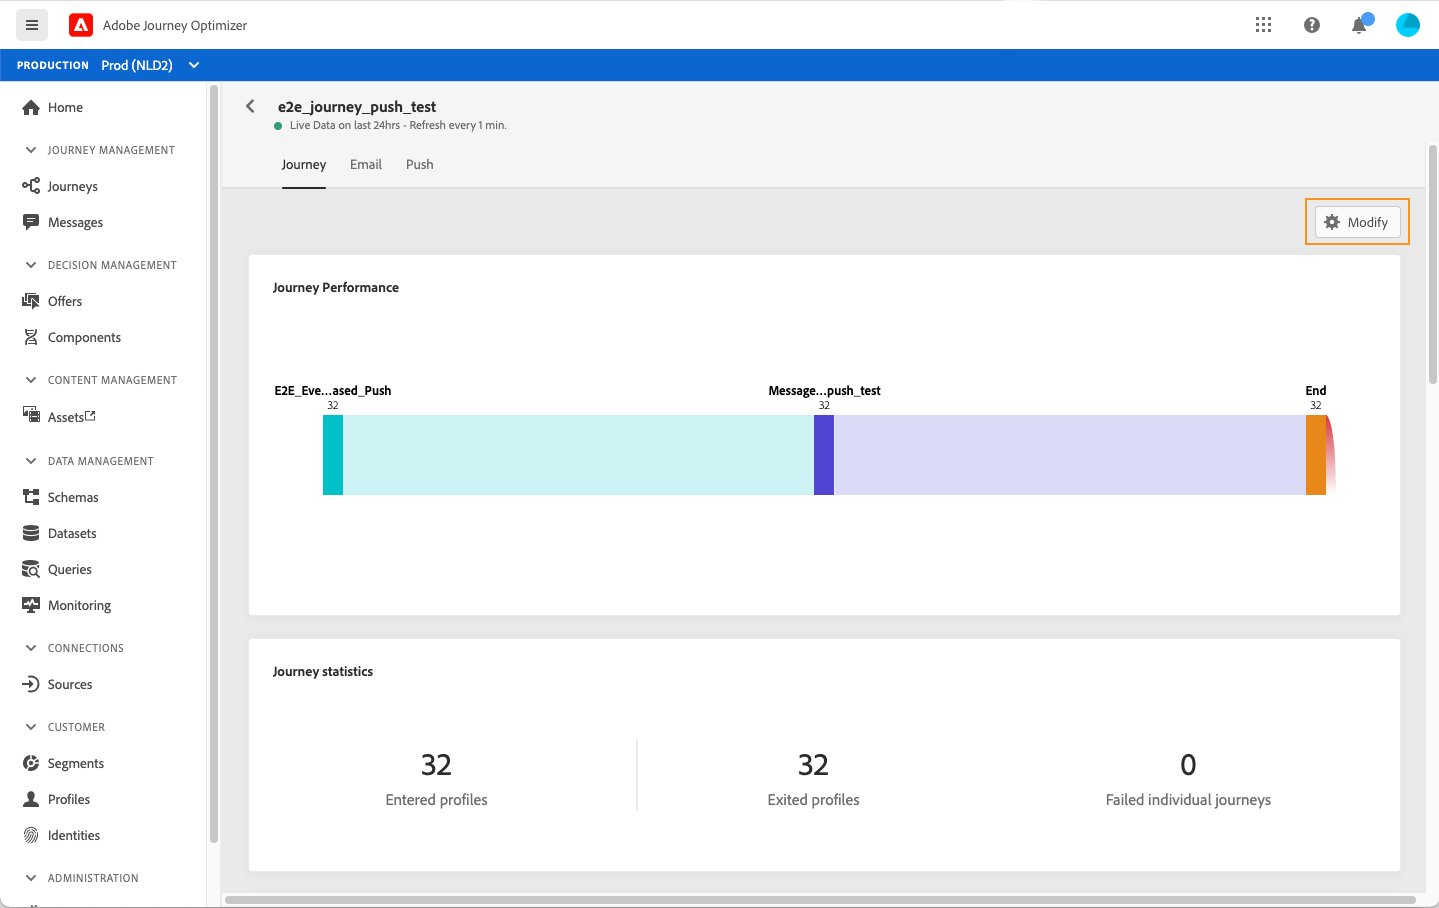 Adobe Journey Optimizer
PRODUCTION Prod (NLD2)
Home
JOURNEY MANAGEMENT
Journeys
Messages
DECISION MANAGEMENT
Offers
Components
CONTENT MANAGEMENT
Assets
DATA MANAGEMENT
Schemas
Datasets
Queries
Monitoring
CONNECTIONS
Sources
CUSTOMER
Segments
Profiles
Identities
ADMINISTRATION
e2e_journey_push_test
Live Data on last 24hrs - Refresh every 1 min.
Journey Email Push
Modify
Journey Performance
E2E_Eve...ased_Push Message...push_test End
32 32 32
Journey statistics
32 32 0
Entered profiles Exited profiles Failed individual journeys